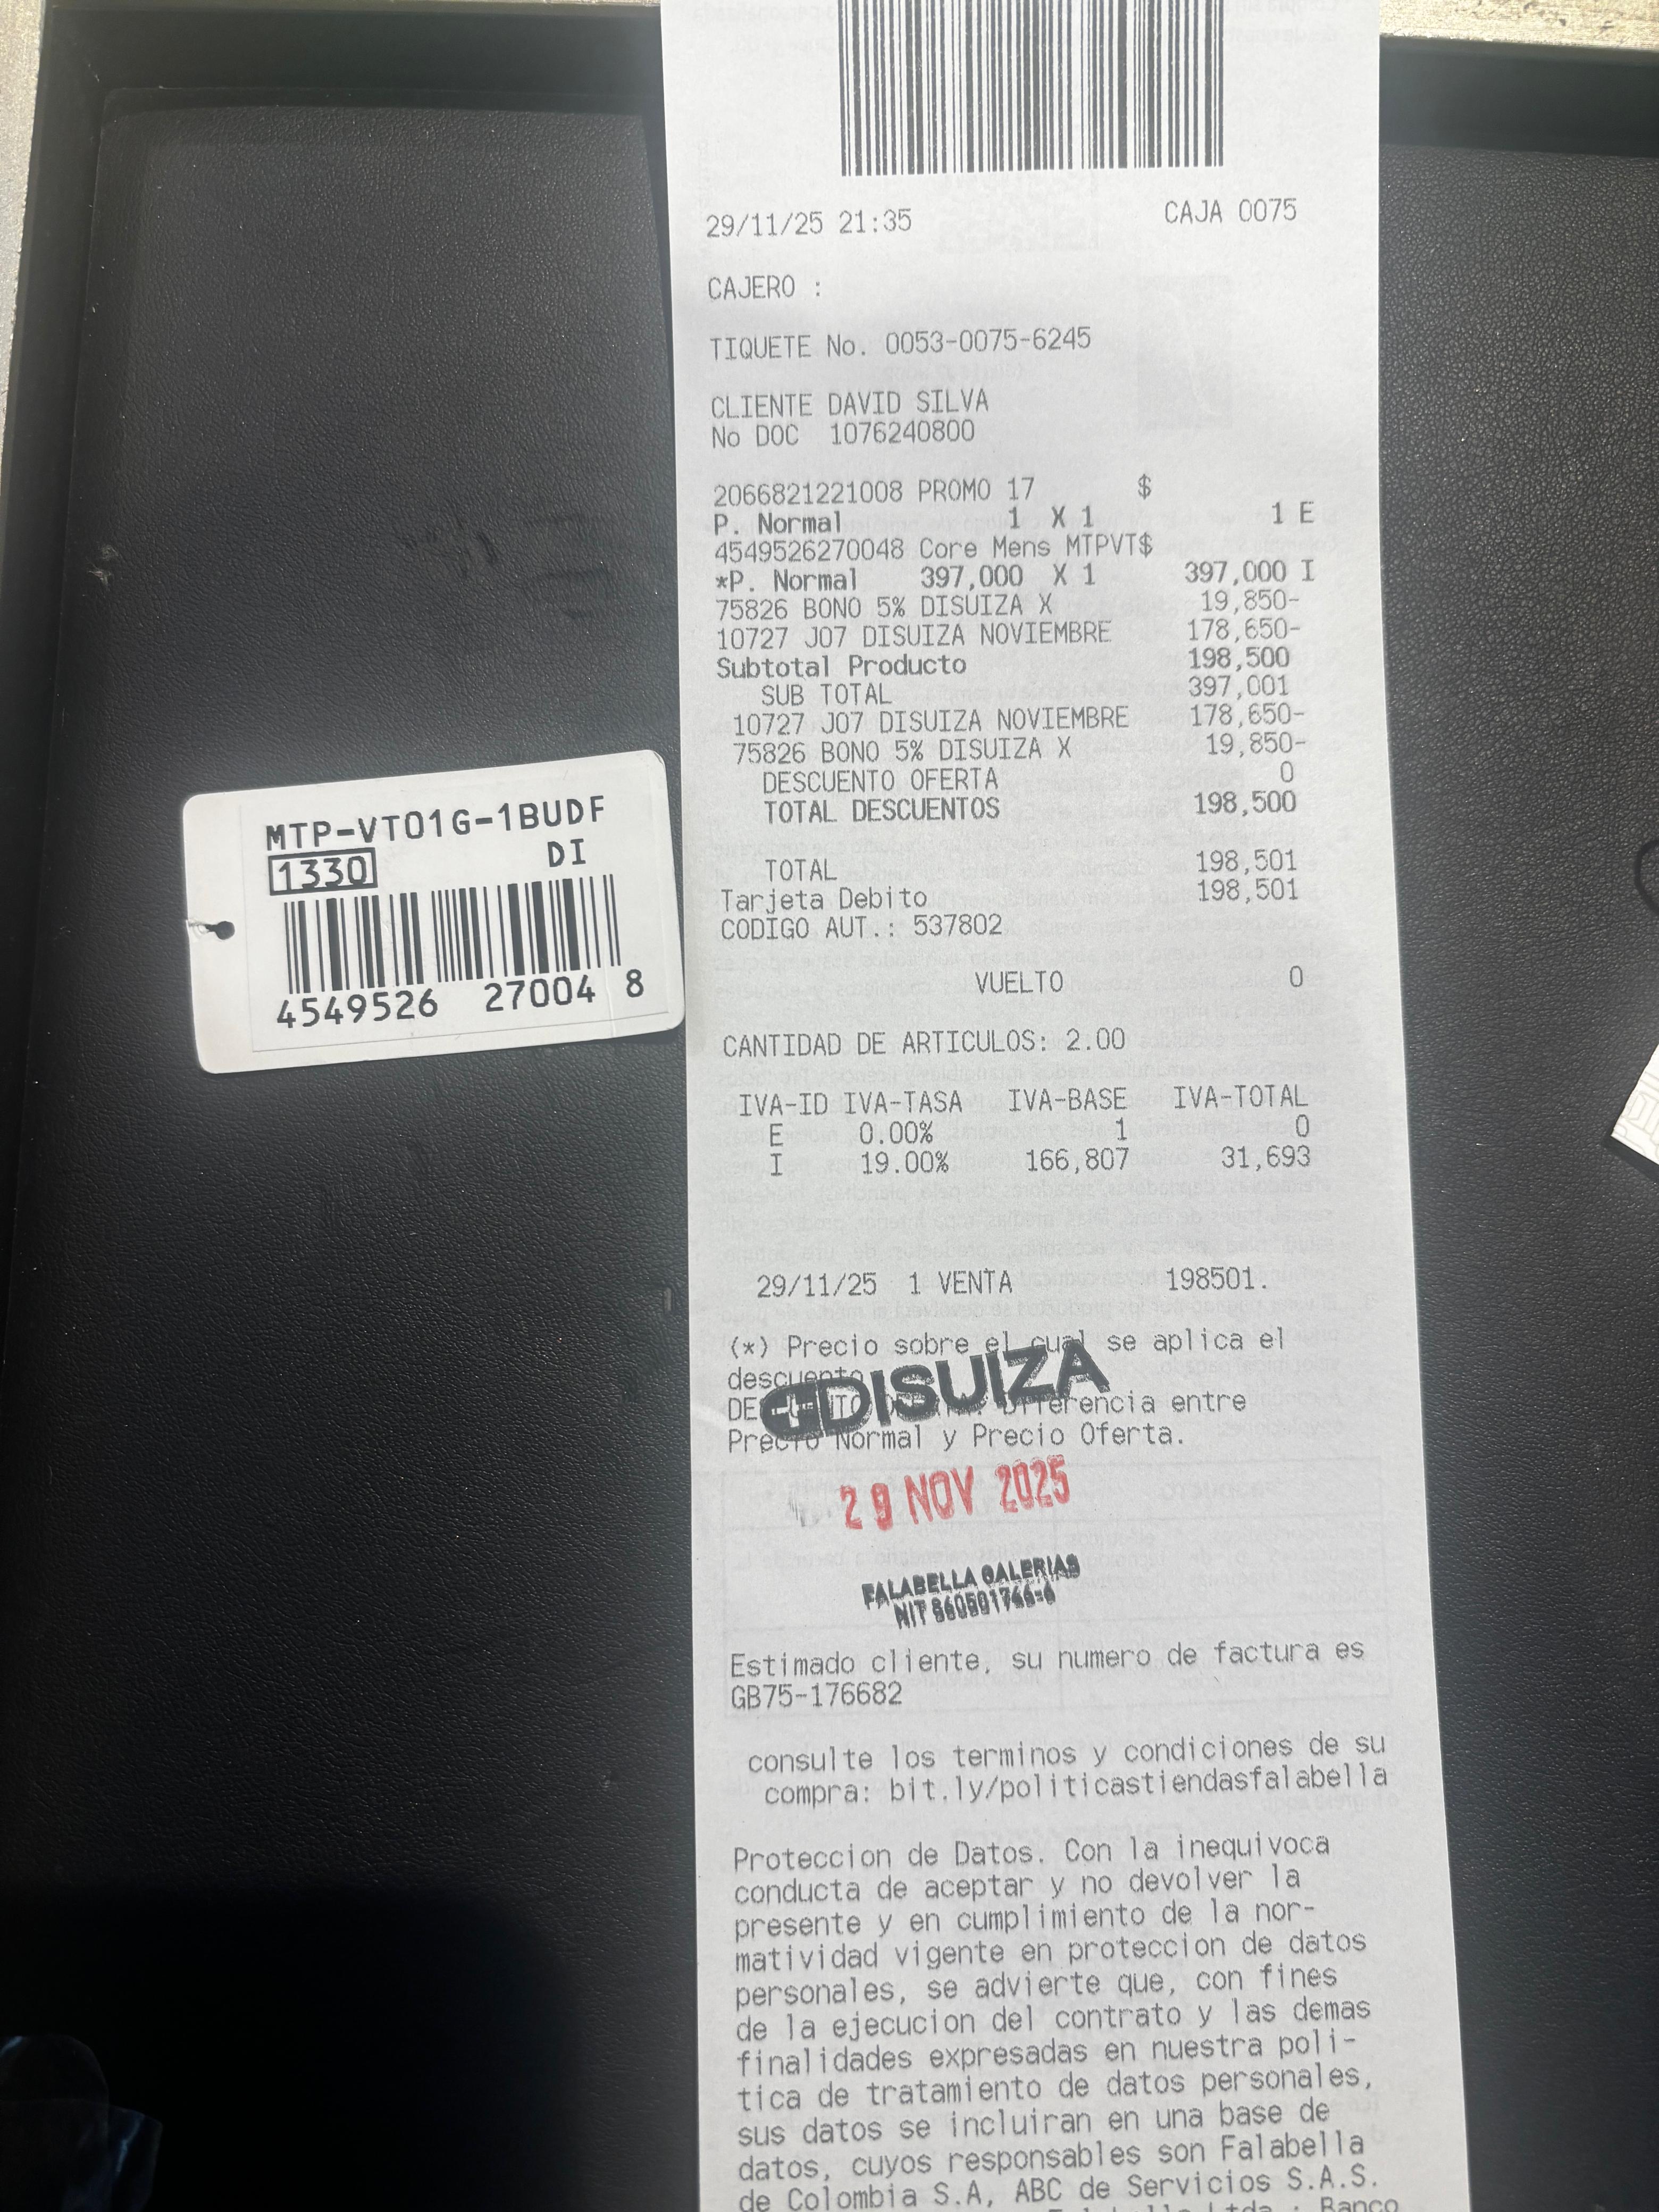 29/11/25 21:35 CAJA 0075
CAJERO :
TIQUETE No. 0053-0075-6245
CLIENTE DAVID SILVA
No DOC 1076240800
2066821221008 PROMO 17 $
P. Normal 1 X 1 1 E
4549526270048 Core Mens MTPVT$
*P. Normal 397,000 X 1 397,000 I
75826 BONO 5% DISUIZA X 19,850-
10727 J07 DISUIZA NOVIEMBRE 178,650-
Subtotal Producto 198,500
SUB TOTAL 397,001
10727 J07 DISUIZA NOVIEMBRE 178,650-
75826 BONO 5% DISUIZA X 19,850-
DESCUENTO OFERTA 0
TOTAL DESCUENTOS 198,500
TOTAL 198,501
Tarjeta Debito 198,501
CODIGO AUT.: 537802
VUELTO 0
CANTIDAD DE ARTICULOS: 2.00
IVA-ID IVA-TASA IVA-BASE IVA-TOTAL
E 0.00% 1 0
I 19.00% 166,807 31,693
29/11/25 1 VENTA 198501.
(*) Precio sobre el cual se aplica el
descuento
DISUIZA
Diferencia entre
Precio Normal y Precio Oferta.
29 NOV 2025
FALABELLA GALERIAS
NIT
Estimado cliente, su numero de factura es
GB75-176682
consulte los terminos y condiciones de su
compra: bit.ly/politicastiendasfalabella
Proteccion de Datos. Con la inequivoca
conducta de aceptar y no devolver la
presente y en cumplimiento de la nor-
matividad vigente en proteccion de datos
personales, se advierte que, con fines
de la ejecucion del contrato y las demas
finalidades expresadas en nuestra poli-
tica de tratamiento de datos personales,
sus datos se incluiran en una base de
datos, cuyos responsables son Falabella
de Colombia S.A, ABC de Servicios S.A.S.
Banco
MTP-VT01G-1BUDF
1330 DI
4549526 27004 8